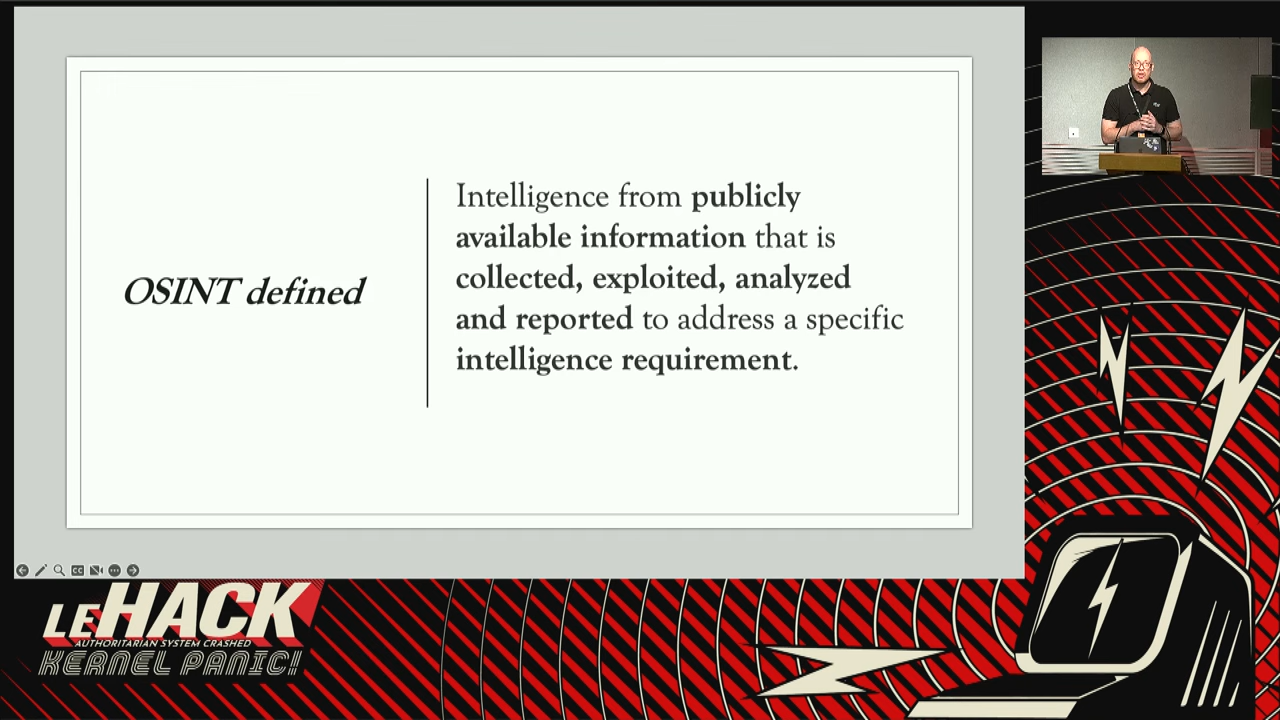 OSINT defined
Intelligence from publicly
available information that is
collected, exploited, analyzed
and reported to address a specific
intelligence requirement.
CC
LEHACK
AUTHORITARIAN SYSTEM CRASHED
KERNEL PANIC!